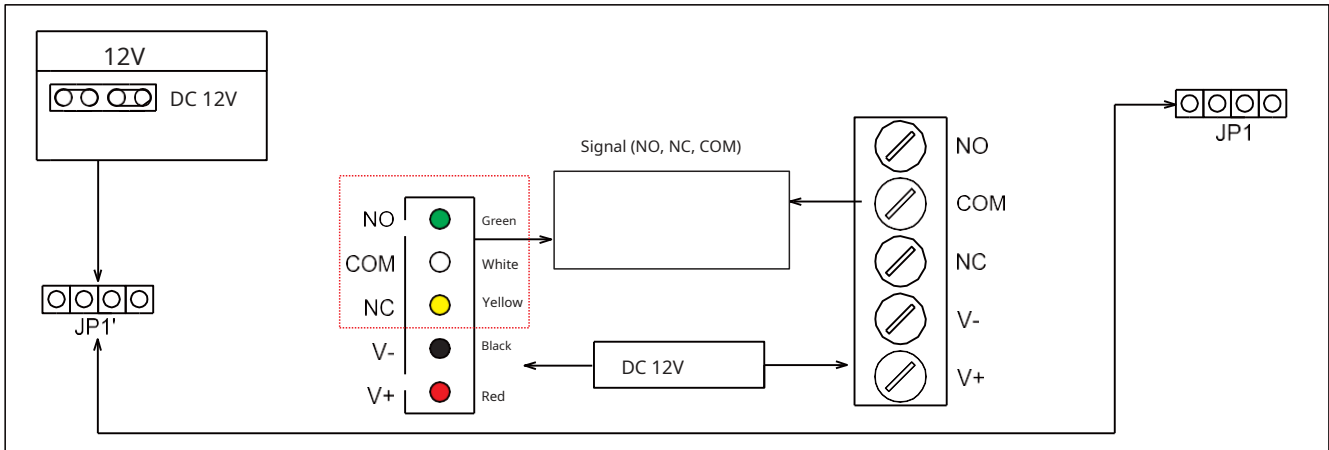 12V
DC 12V
JP1'
NO Green
COM White
NC Yellow
V- Black
V+ Red
Signal (NO, NC, COM)
DC 12V
NO
COM
NC
V-
V+
JP1